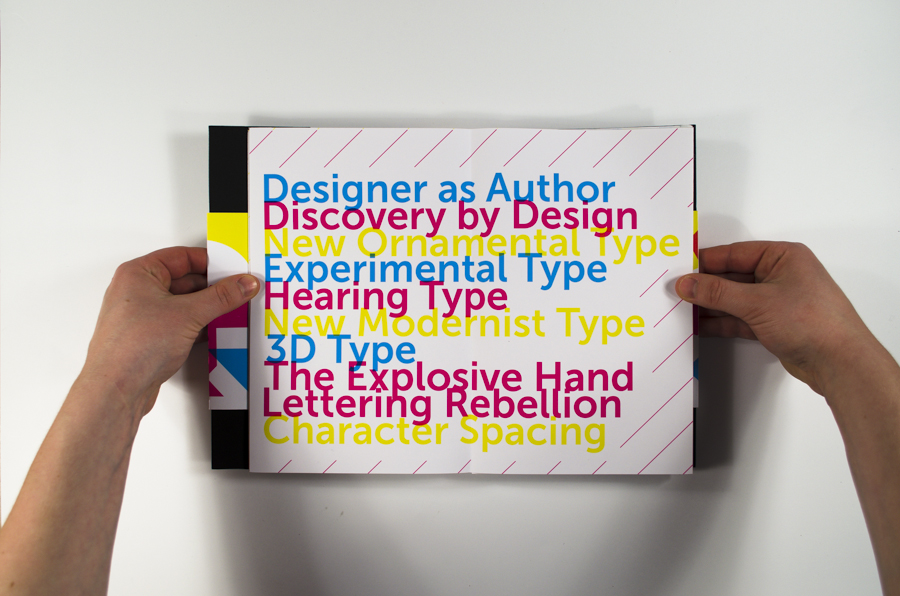 Designer as Author
Discovery by Design
New Ornamental Type
Experimental Type
Hearing Type
New Modernist Type
3D Type
The Explosive Hand
Lettering Rebellion
Character Spacing